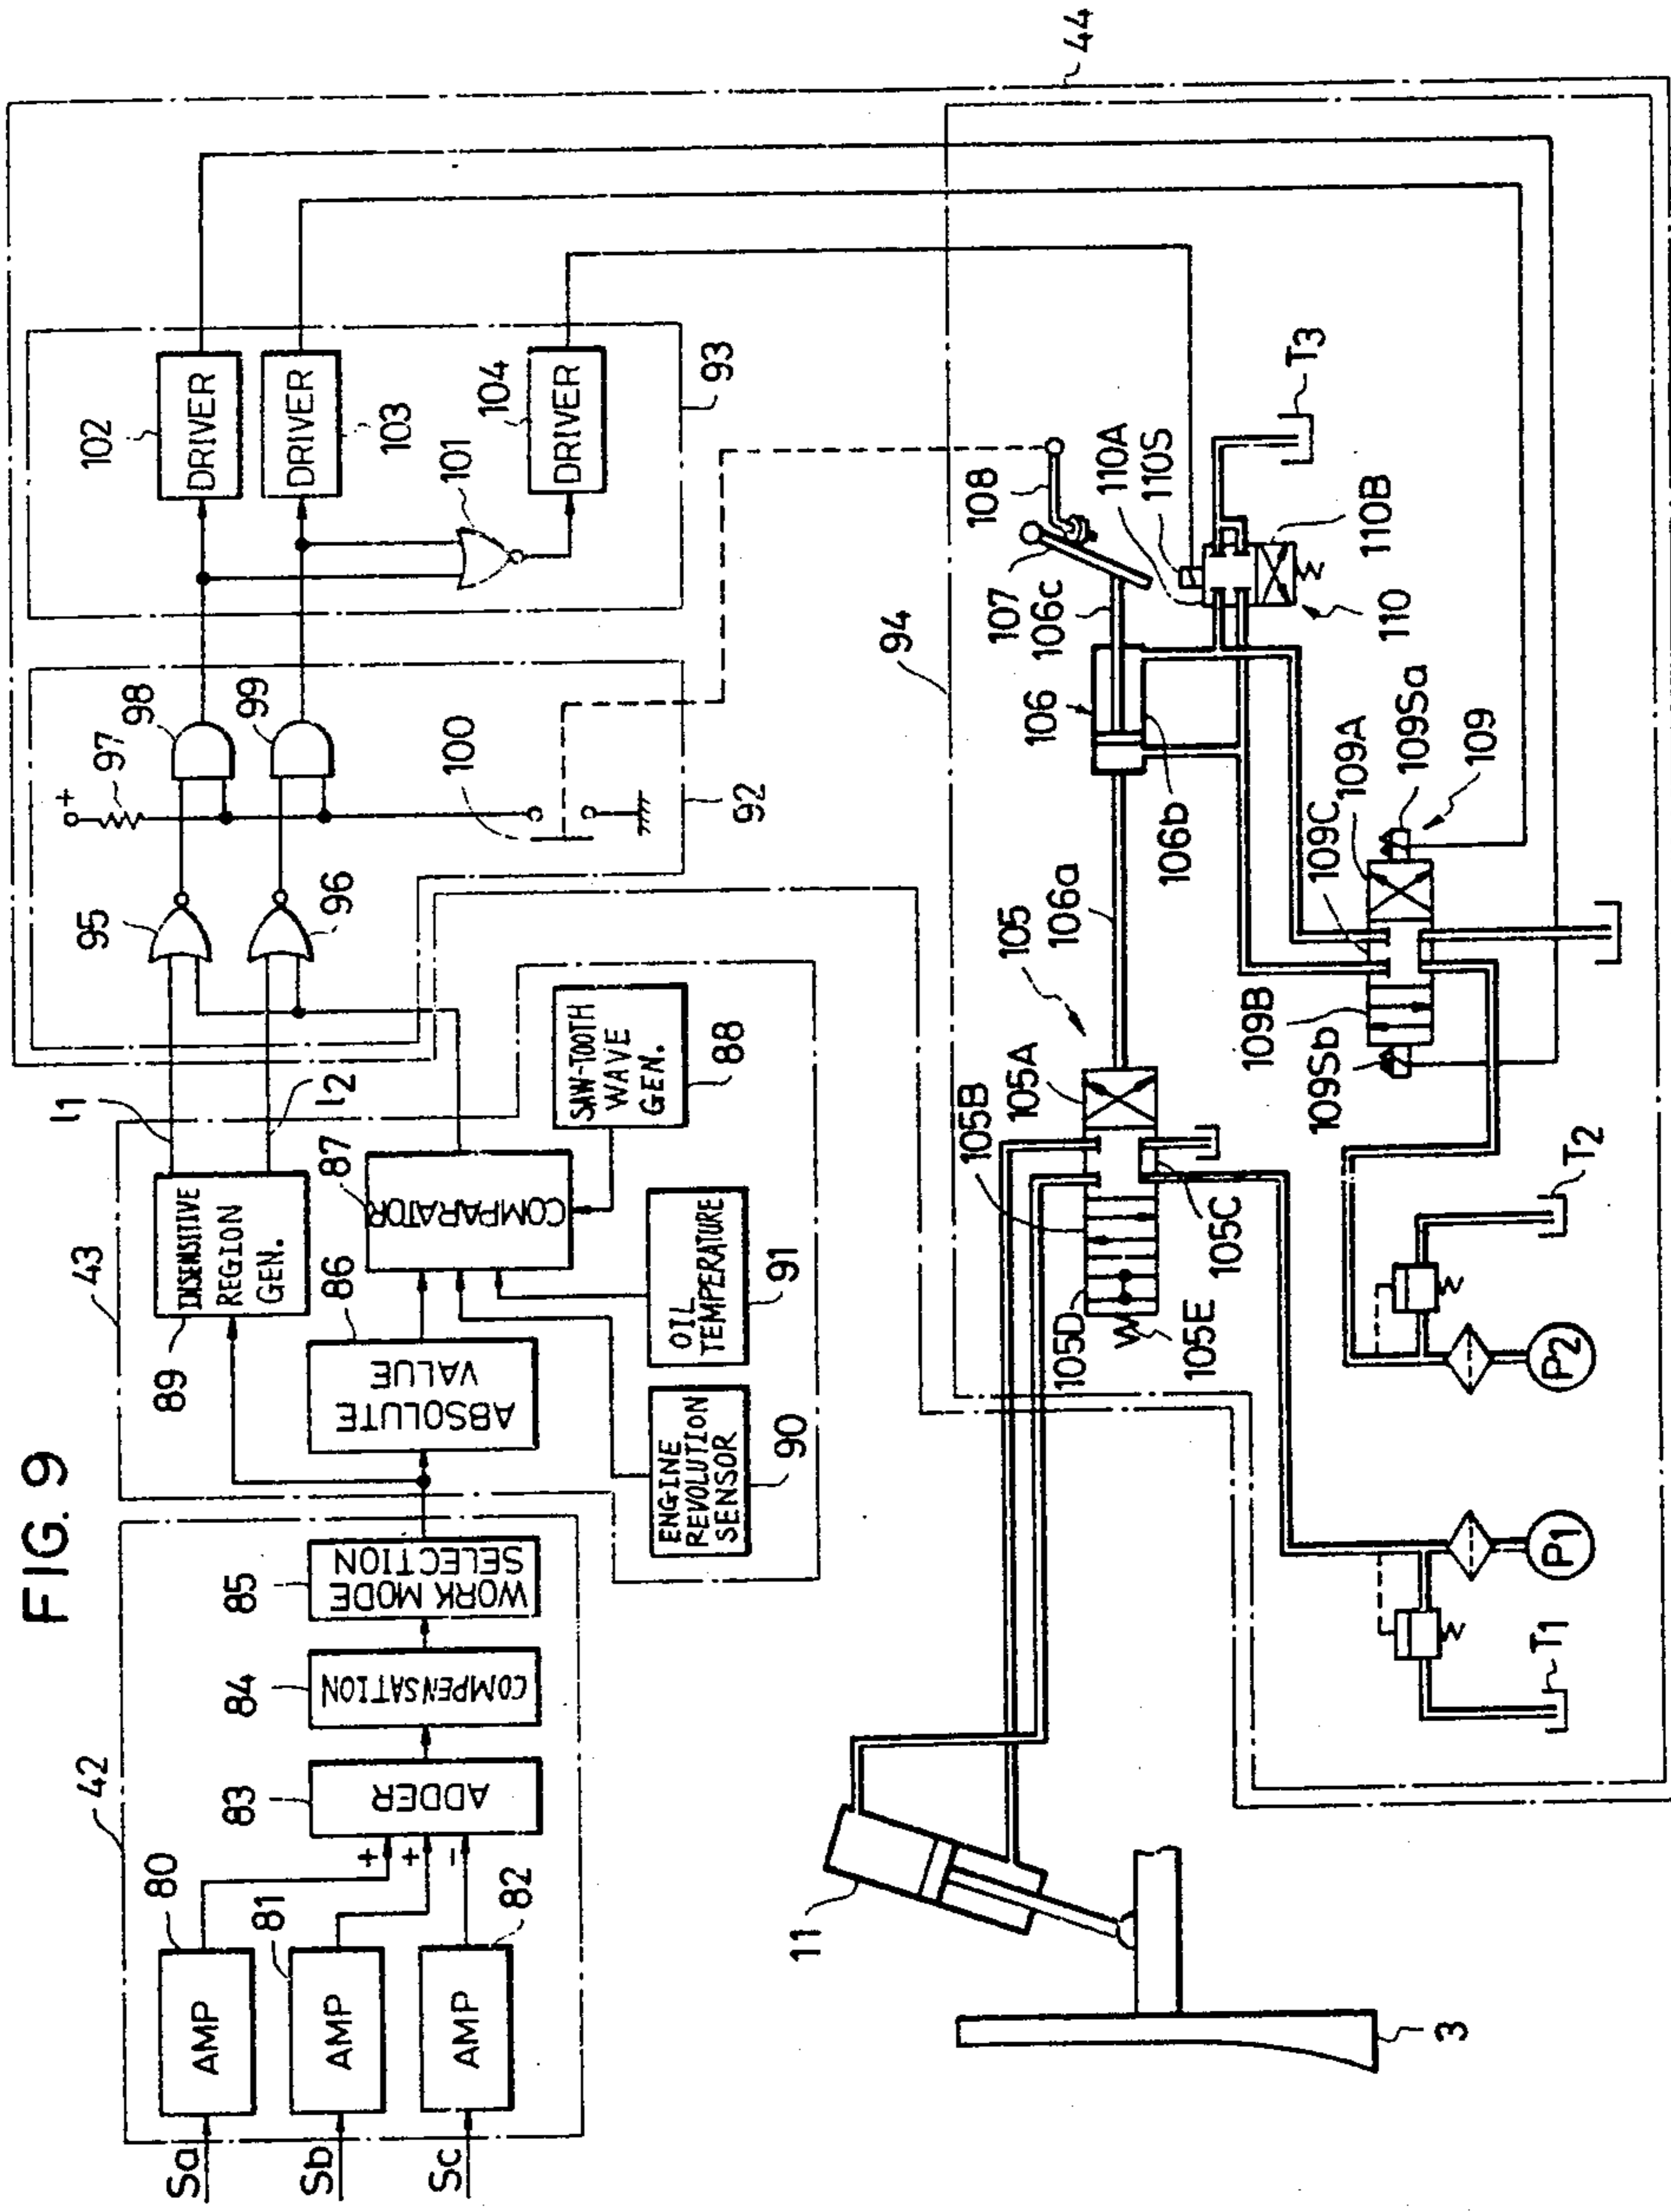 FIG. 9
42
Sa
AMP
80
Sb
AMP
81
Sc
AMP
82
+
+
-
ADDER
83
COMPENSATION
84
WORK MODE
SELECTION
85
43
DISENSITIVE
REGION
GEN.
89
l1
l2
ABSOLUTE
VALUE
86
COMPARATOR
87
SAW-TOOTH
WAVE
GEN.
88
ENGINE
REVOLUTION
SENSOR
90
OIL
TEMPERATURE
91
95
96
+
97
98
99
100
92
102
DRIVER
DRIVER
103
101
104
DRIVER
93
44
94
11
3
105
105A
105B
105C
105D
105E
106a
106
106b
106c
107
108
110A
110S
110B
110
T3
109C
109A
109Sa
109
109B
109Sb
T2
P2
P1
T1